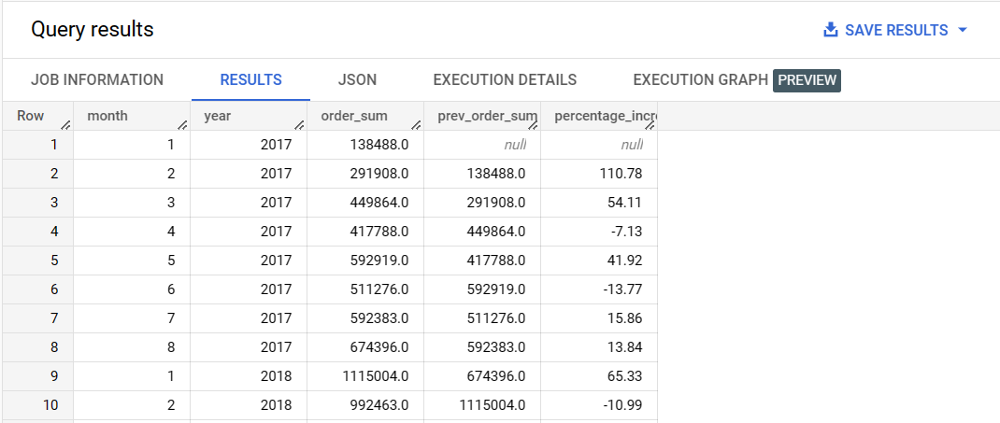 Query results
SAVE RESULTS
JOB INFORMATION RESULTS JSON EXECUTION DETAILS EXECUTION GRAPH PREVIEW
Row month year order_sum prev_order_sum percentage_incre
1 1 2017 138488.0 null null
2 2 2017 291908.0 138488.0 110.78
3 3 2017 449864.0 291908.0 54.11
4 4 2017 417788.0 449864.0 -7.13
5 5 2017 592919.0 417788.0 41.92
6 6 2017 511276.0 592919.0 -13.77
7 7 2017 592383.0 511276.0 15.86
8 8 2017 674396.0 592383.0 13.84
9 1 2018 1115004.0 674396.0 65.33
10 2 2018 992463.0 1115004.0 -10.99